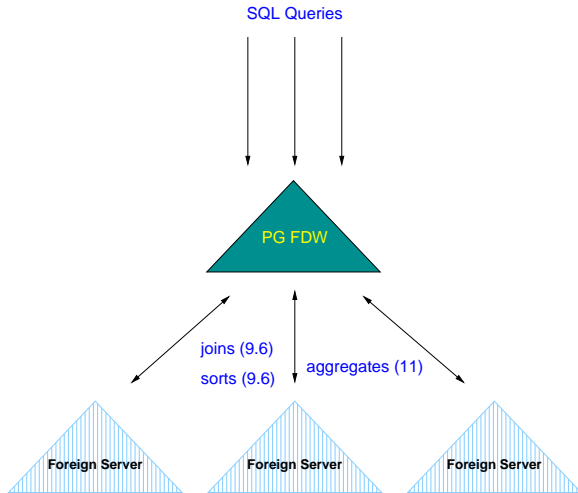 SQL Queries
PG FDW
joins (9.6)
sorts (9.6)
aggregates (11)
Foreign Server
Foreign Server
Foreign Server